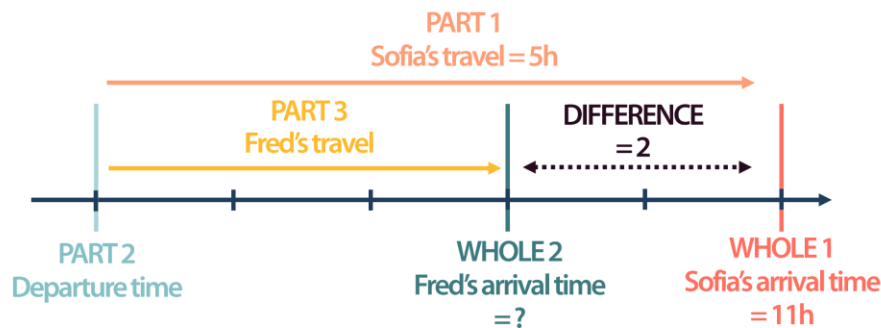 PART 1
Sofia's travel = 5h
PART 3
Fred's travel
DIFFERENCE
= 2
PART 2
Departure time
WHOLE 2
Fred's arrival time
= ?
WHOLE 1
Sofia's arrival time
= 11h